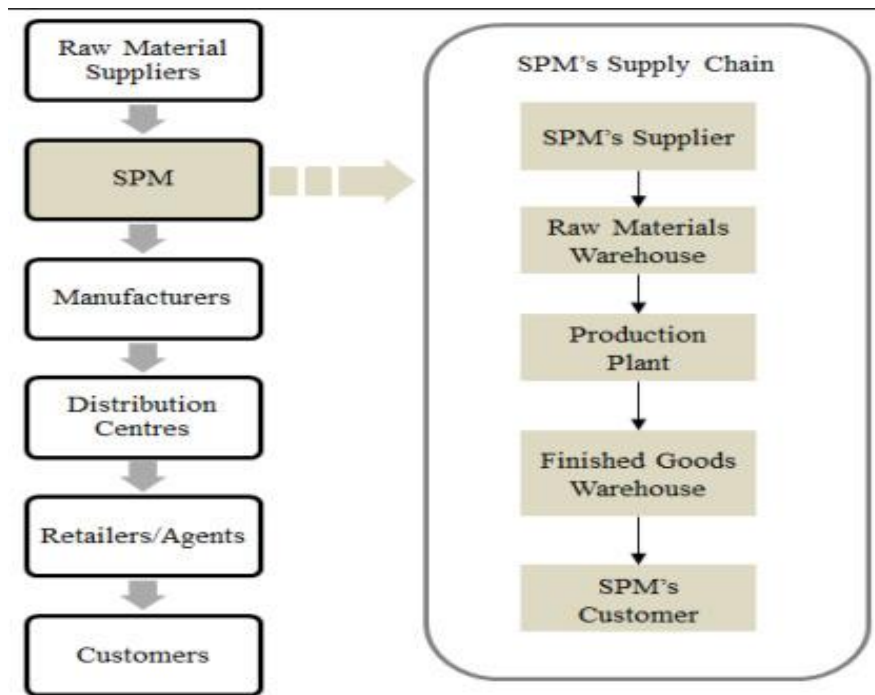 Raw Material
Suppliers
SPM
Manufacturers
Distribution
Centres
Retailers/Agents
Customers
SPM's Supply Chain
SPM's Supplier
Raw Materials
Warehouse
Production
Plant
Finished Goods
Warehouse
SPM's
Customer